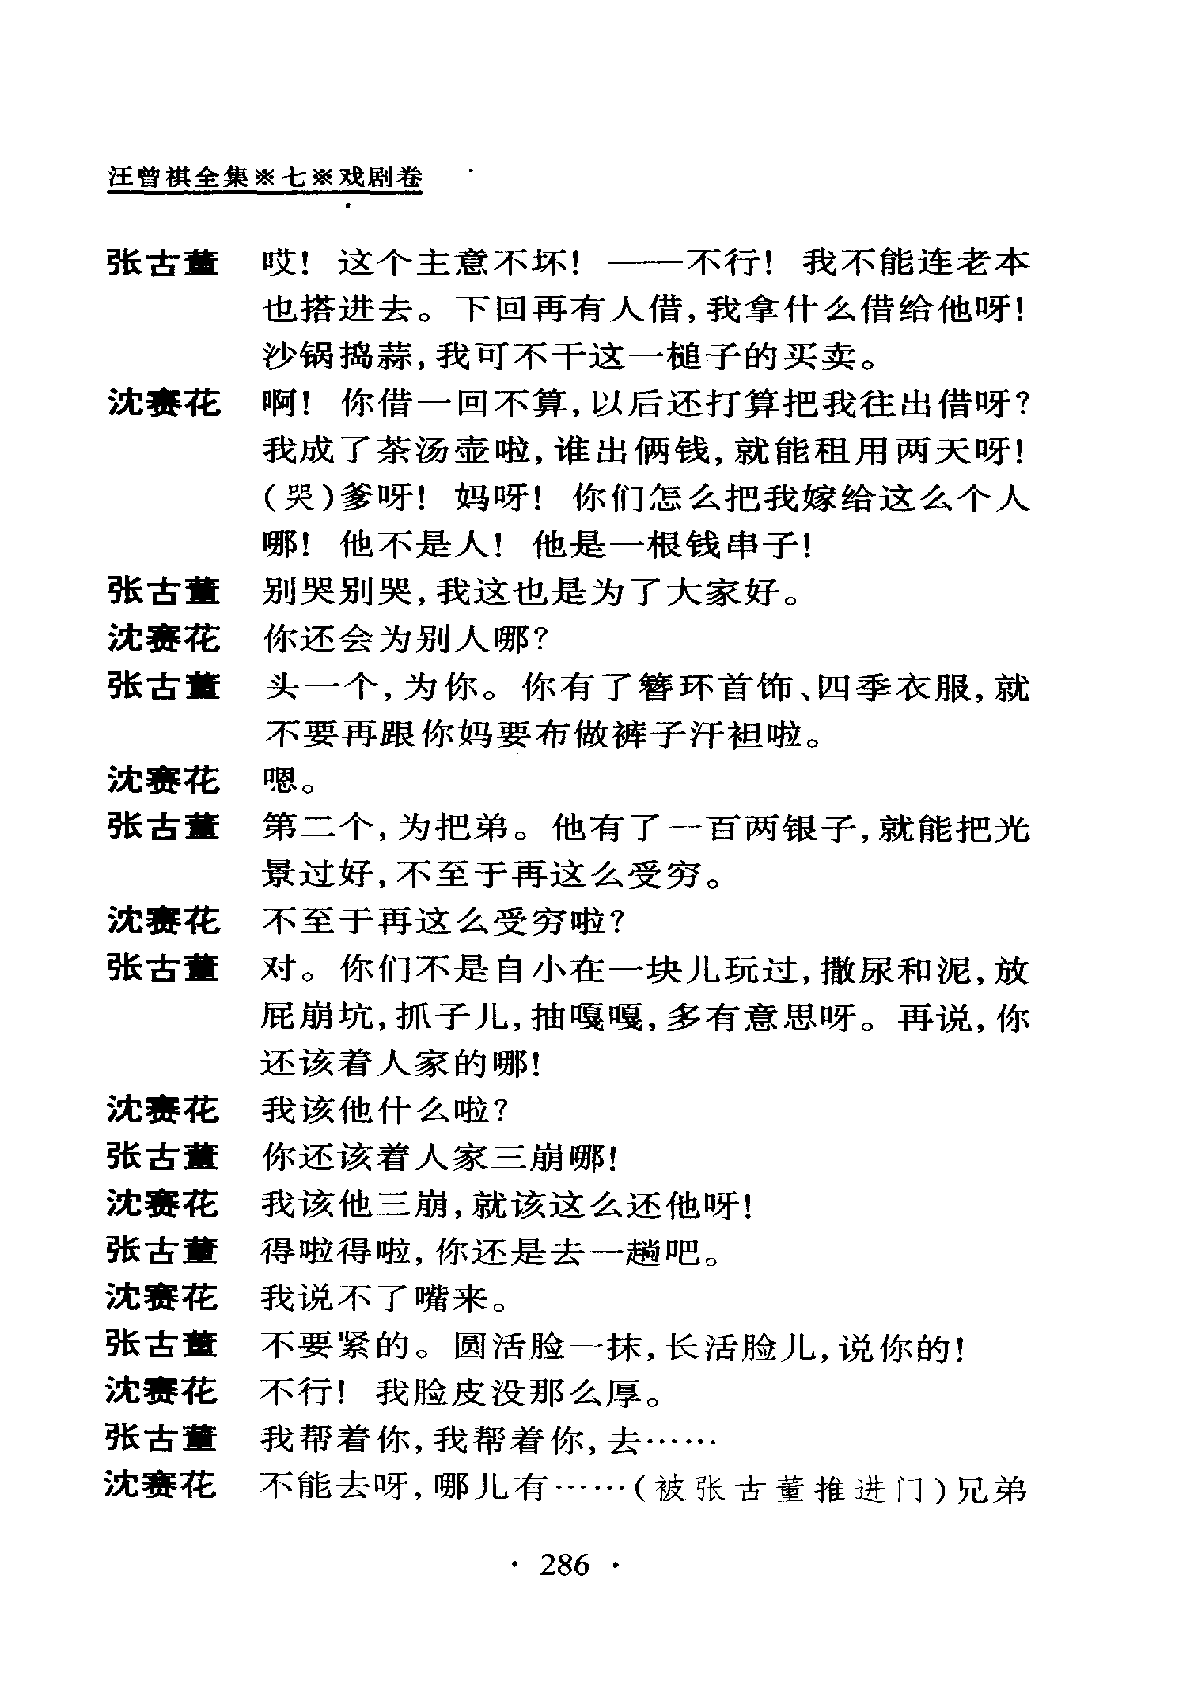 汪曾祺全集※七※戏剧卷
张古董 哎！这个主意不坏！——不行！我不能连老本
也搭进去。下回再有人借,我拿什么借给他呀!
沙锅捣蒜,我可不干这一槌子的买卖。
沈赛花 啊！你借一回不算,以后还打算把我往出借呀?
我成了茶汤壶啦,谁出俩钱,就能租用两天呀!
(哭)爹呀！妈呀！你们怎么把我嫁给这么个人
哪！他不是人！他是一根钱串子!
张古董 别哭别哭,我这也是为了大家好。
沈赛花 你还会为别人哪?
张古董 头一个,为你。你有了簪环首饰、四季衣服,就
不要再跟你妈要布做裤子汗袒啦。
沈赛花 嗯。
张古董 第二个,为把弟。他有了一百两银子,就能把光
景过好,不至于再这么受穷。
沈赛花 不至于再这么受穷啦?
张古董 对。你们不是自小在一块儿玩过,撒尿和泥,放
屁崩坑,抓子儿,抽嘎嘎,多有意思呀。再说,你
还该着人家的哪!
沈赛花 我该他什么啦?
张古董 你还该着人家三崩哪!
沈赛花 我该他三崩,就该这么还他呀!
张古董 得啦得啦,你还是去一趟吧。
沈赛花 我说不了嘴来。
张古董 不要紧的。圆活脸一抹,长活脸儿,说你的!
沈赛花 不行！我脸皮没那么厚。
张古董 我帮着你,我帮着你,去……
沈赛花 不能去呀,哪儿有……(被张古董推进门)兄弟
· 286 ·